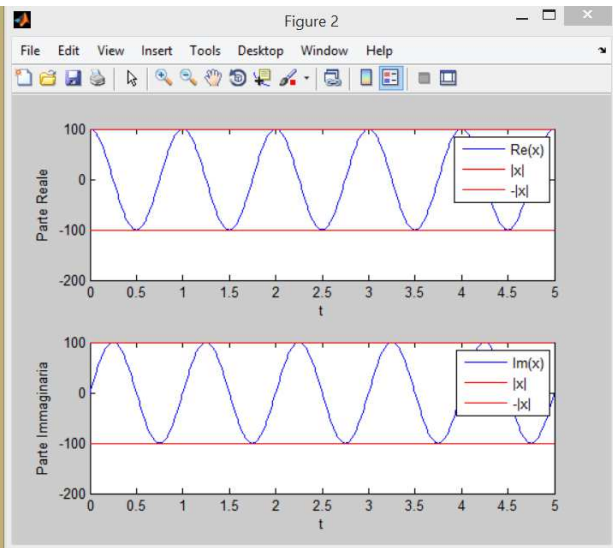 Figure 2
File Edit View Insert Tools Desktop Window Help
100
0
-100
-200
Parte Reale
Re(x)
|x|
-|x|
0 0.5 1 1.5 2 2.5 3 3.5 4 4.5 5
t
100
0
-100
-200
Parte Immaginaria
Im(x)
|x|
-|x|
0 0.5 1 1.5 2 2.5 3 3.5 4 4.5 5
t